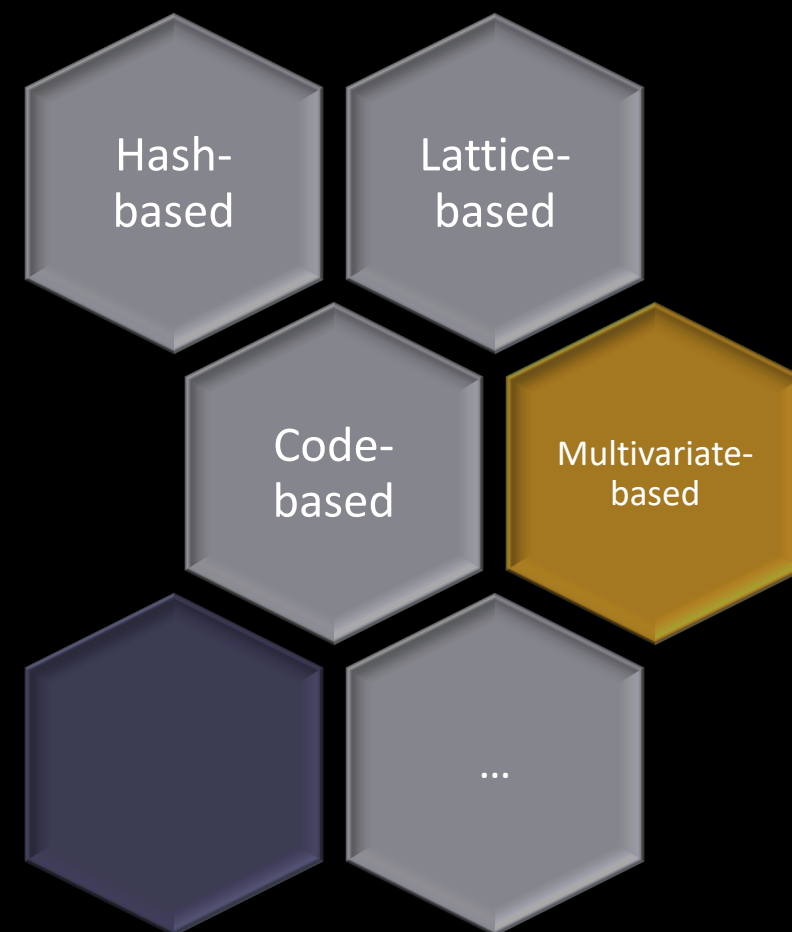 Hash-
based
Lattice-
based
Code-
based
Multivariate-
based
...